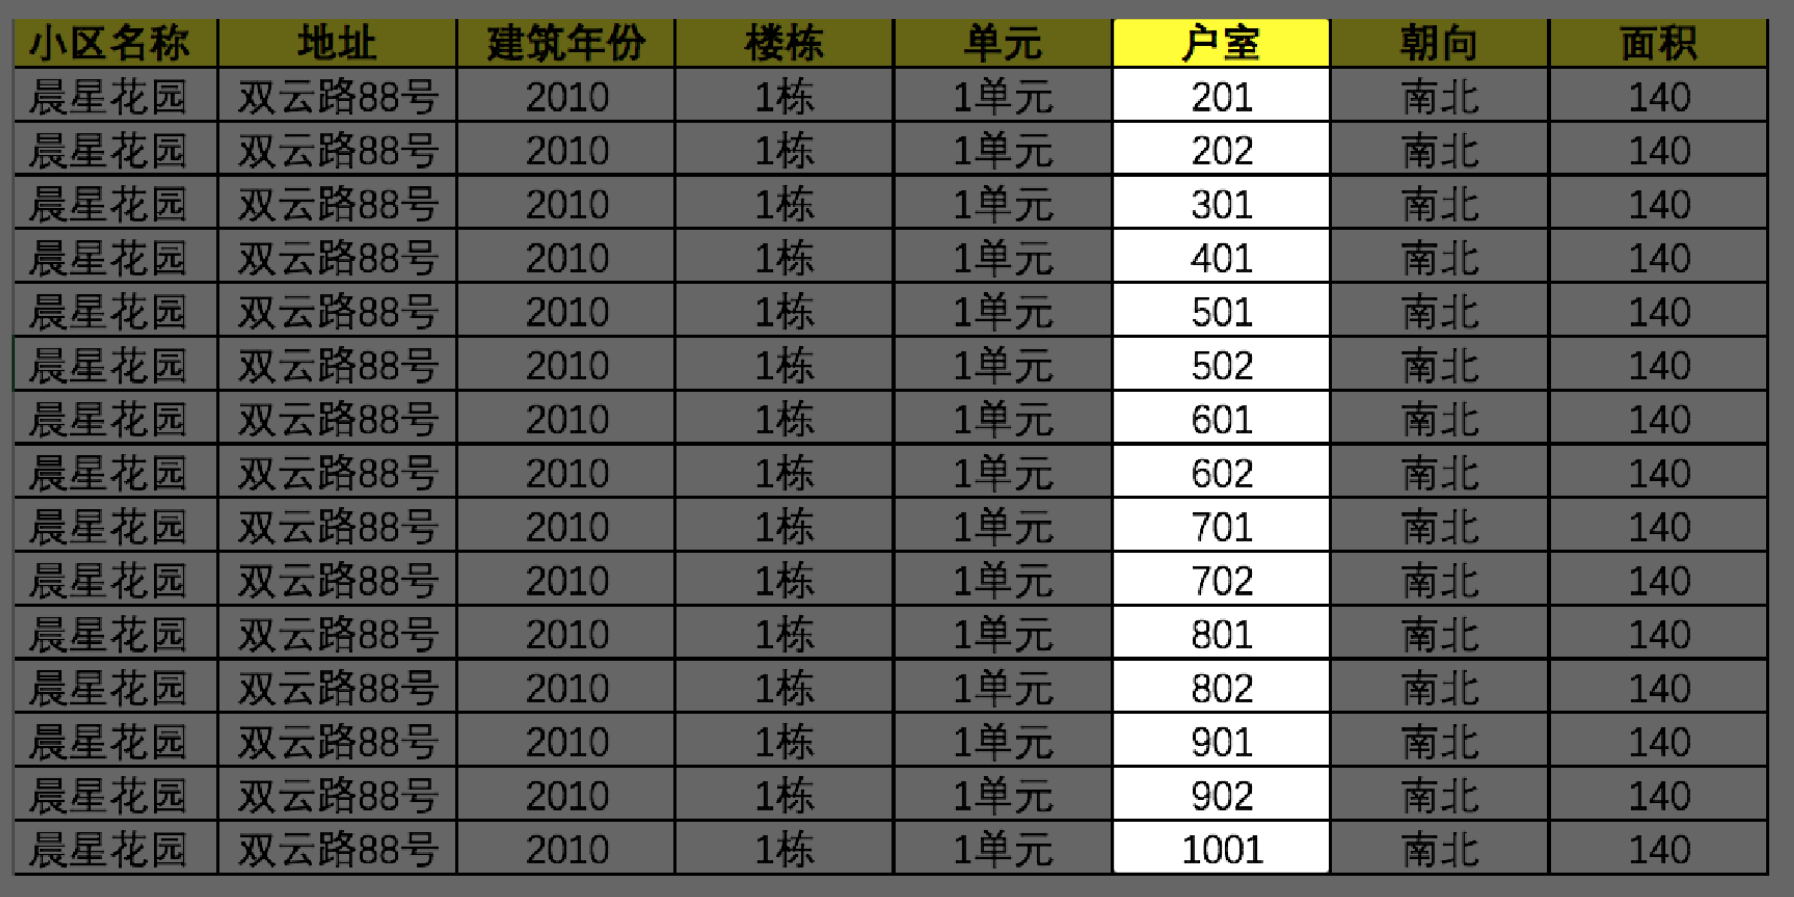 小区名称 地址 建筑年份 楼栋 单元 户室 朝向 面积
晨星花园 双云路88号 2010 1栋 1单元 201 南北 140
晨星花园 双云路88号 2010 1栋 1单元 202 南北 140
晨星花园 双云路88号 2010 1栋 1单元 301 南北 140
晨星花园 双云路88号 2010 1栋 1单元 401 南北 140
晨星花园 双云路88号 2010 1栋 1单元 501 南北 140
晨星花园 双云路88号 2010 1栋 1单元 502 南北 140
晨星花园 双云路88号 2010 1栋 1单元 601 南北 140
晨星花园 双云路88号 2010 1栋 1单元 602 南北 140
晨星花园 双云路88号 2010 1栋 1单元 701 南北 140
晨星花园 双云路88号 2010 1栋 1单元 702 南北 140
晨星花园 双云路88号 2010 1栋 1单元 801 南北 140
晨星花园 双云路88号 2010 1栋 1单元 802 南北 140
晨星花园 双云路88号 2010 1栋 1单元 901 南北 140
晨星花园 双云路88号 2010 1栋 1单元 902 南北 140
晨星花园 双云路88号 2010 1栋 1单元 1001 南北 140